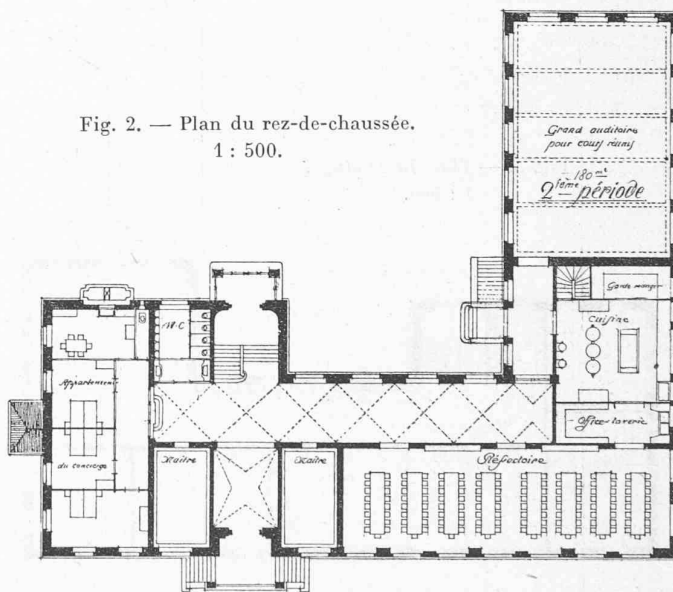 Fig. 2. — Plan du rez-de-chaussée.
1 : 500.
Grand auditoire
pour cours réunis
180 m²
2ième période
Garde manger
Cuisine
W-C
Appartement
Office-laverie
du concierge
Maître
Maître
Réfectoire